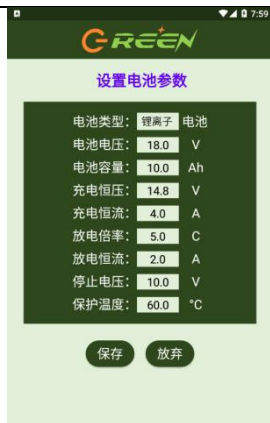 7:59
G-REEN
设置电池参数
电池类型： 锂离子 电池
电池电压： 18.0 V
电池容量： 10.0 Ah
充电恒压： 14.8 V
充电恒流： 4.0 A
放电倍率： 5.0 C
放电恒流： 2.0 A
停止电压： 10.0 V
保护温度： 60.0 °C
保存 放弃